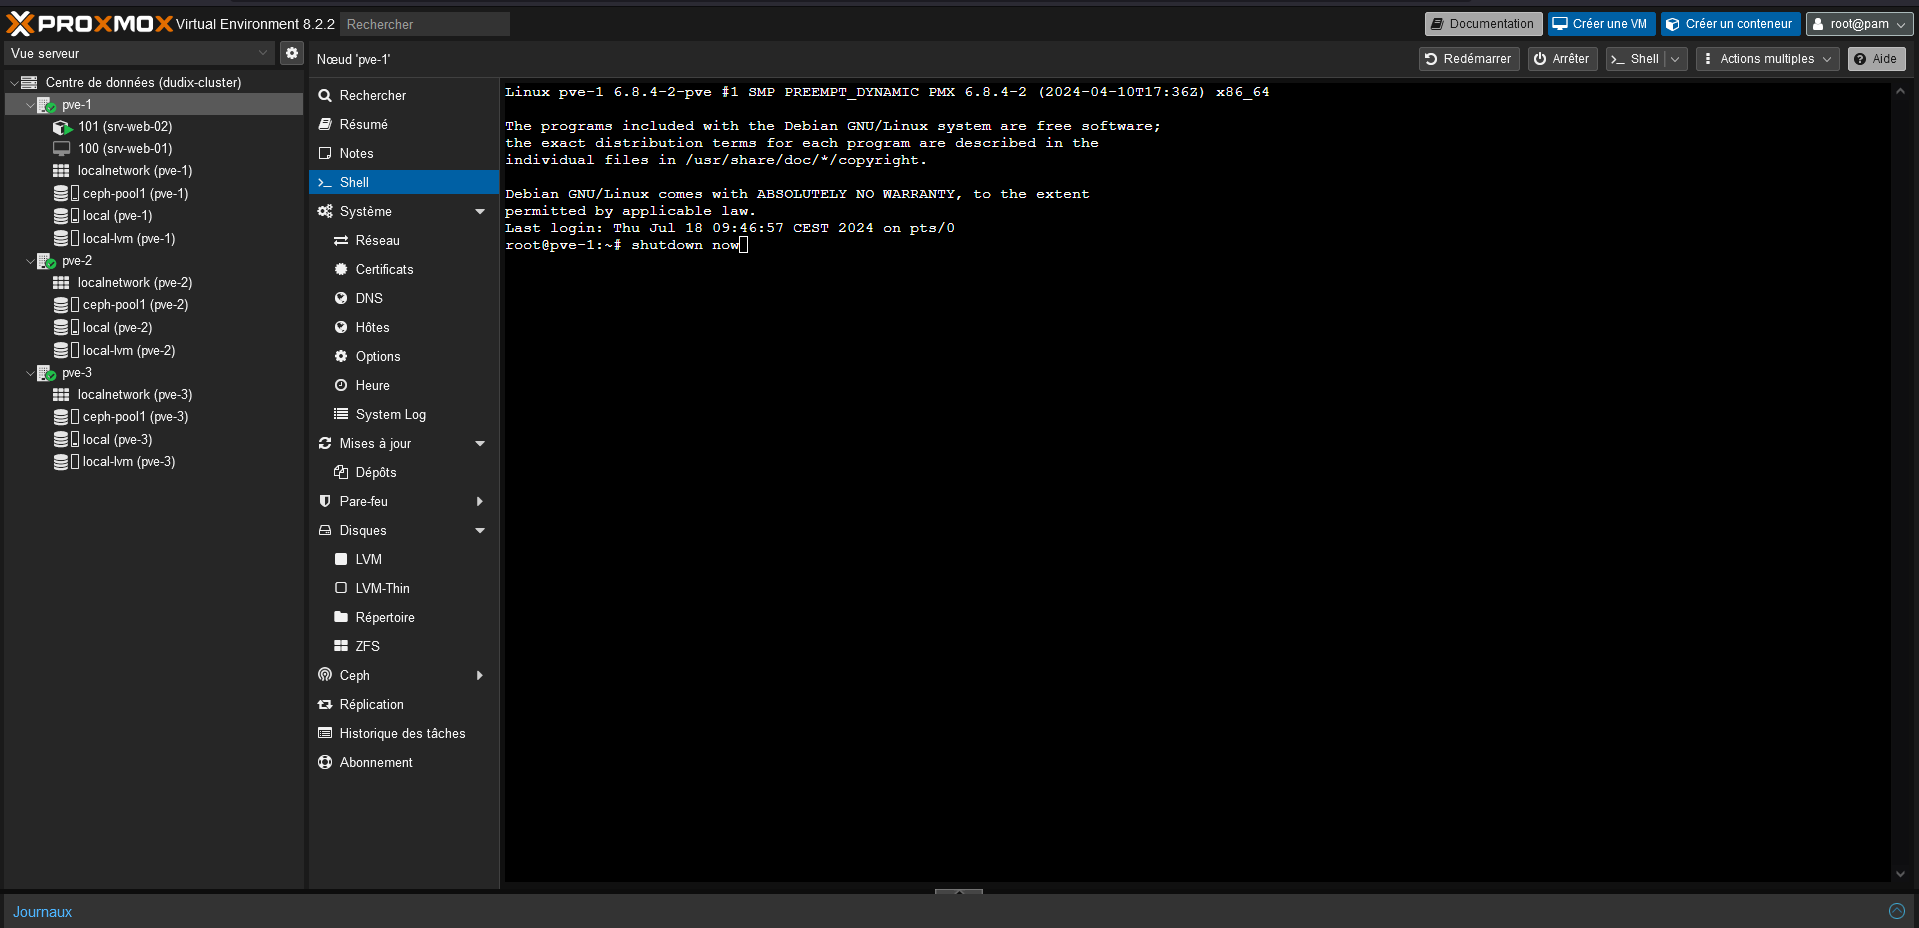 PROXMOX Virtual Environment 8.2.2 Rechercher Documentation Créer une VM Créer un conteneur root@pam
Vue serveur
Centre de données (dudix-cluster)
pve-1
101 (srv-web-02)
100 (srv-web-01)
localnetwork (pve-1)
ceph-pool1 (pve-1)
local (pve-1)
local-lvm (pve-1)
pve-2
localnetwork (pve-2)
ceph-pool1 (pve-2)
local (pve-2)
local-lvm (pve-2)
pve-3
localnetwork (pve-3)
ceph-pool1 (pve-3)
local (pve-3)
local-lvm (pve-3)
Nœud 'pve-1' Redémarrer Arrêter Shell Actions multiples Aide
Rechercher
Résumé
Notes
Shell
Système
Réseau
Certificats
DNS
Hôtes
Options
Heure
System Log
Mises à jour
Dépôts
Pare-feu
Disques
LVM
LVM-Thin
Répertoire
ZFS
Ceph
Réplication
Historique des tâches
Abonnement
Linux pve-1 6.8.4-2-pve #1 SMP PREEMPT_DYNAMIC PMX 6.8.4-2 (2024-04-10T17:36Z) x86_64
The programs included with the Debian GNU/Linux system are free software;
the exact distribution terms for each program are described in the
individual files in /usr/share/doc/*/copyright.
Debian GNU/Linux comes with ABSOLUTELY NO WARRANTY, to the extent
permitted by applicable law.
Last login: Thu Jul 18 09:46:57 CEST 2024 on pts/0
root@pve-1:~# shutdown now
Journaux